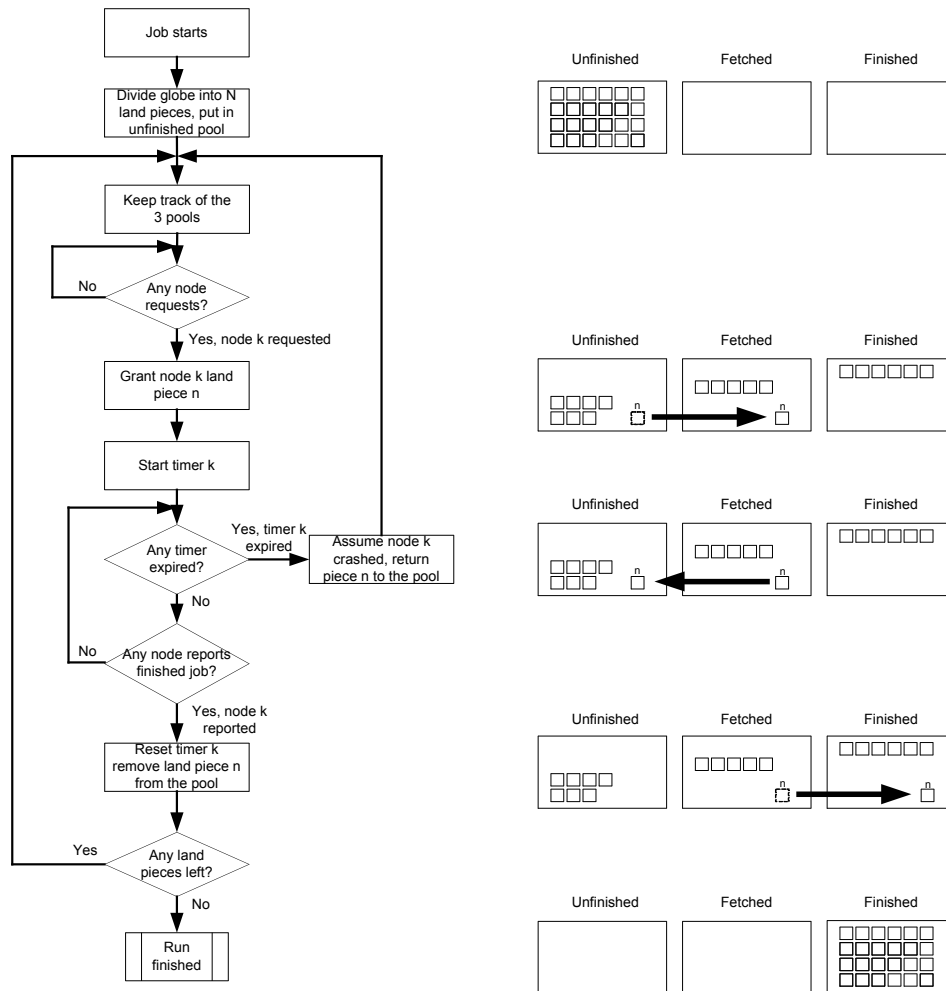 Job starts
Divide globe into N
land pieces, put in
unfinished pool
Keep track of the
3 pools
No
Any node
requests?
Yes, node k requested
Grant node k land
piece n
Start timer k
Any timer
expired?
Yes, timer k
expired
Assume node k
crashed, return
piece n to the pool
No
No
Any node reports
finished job?
Yes, node k
reported
Reset timer k
remove land piece n
from the pool
Yes
Any land
pieces left?
No
Run
finished
Unfinished
Fetched
Finished
Unfinished
Fetched
Finished
n
n
Unfinished
Fetched
Finished
n
n
Unfinished
Fetched
Finished
n
n
Unfinished
Fetched
Finished